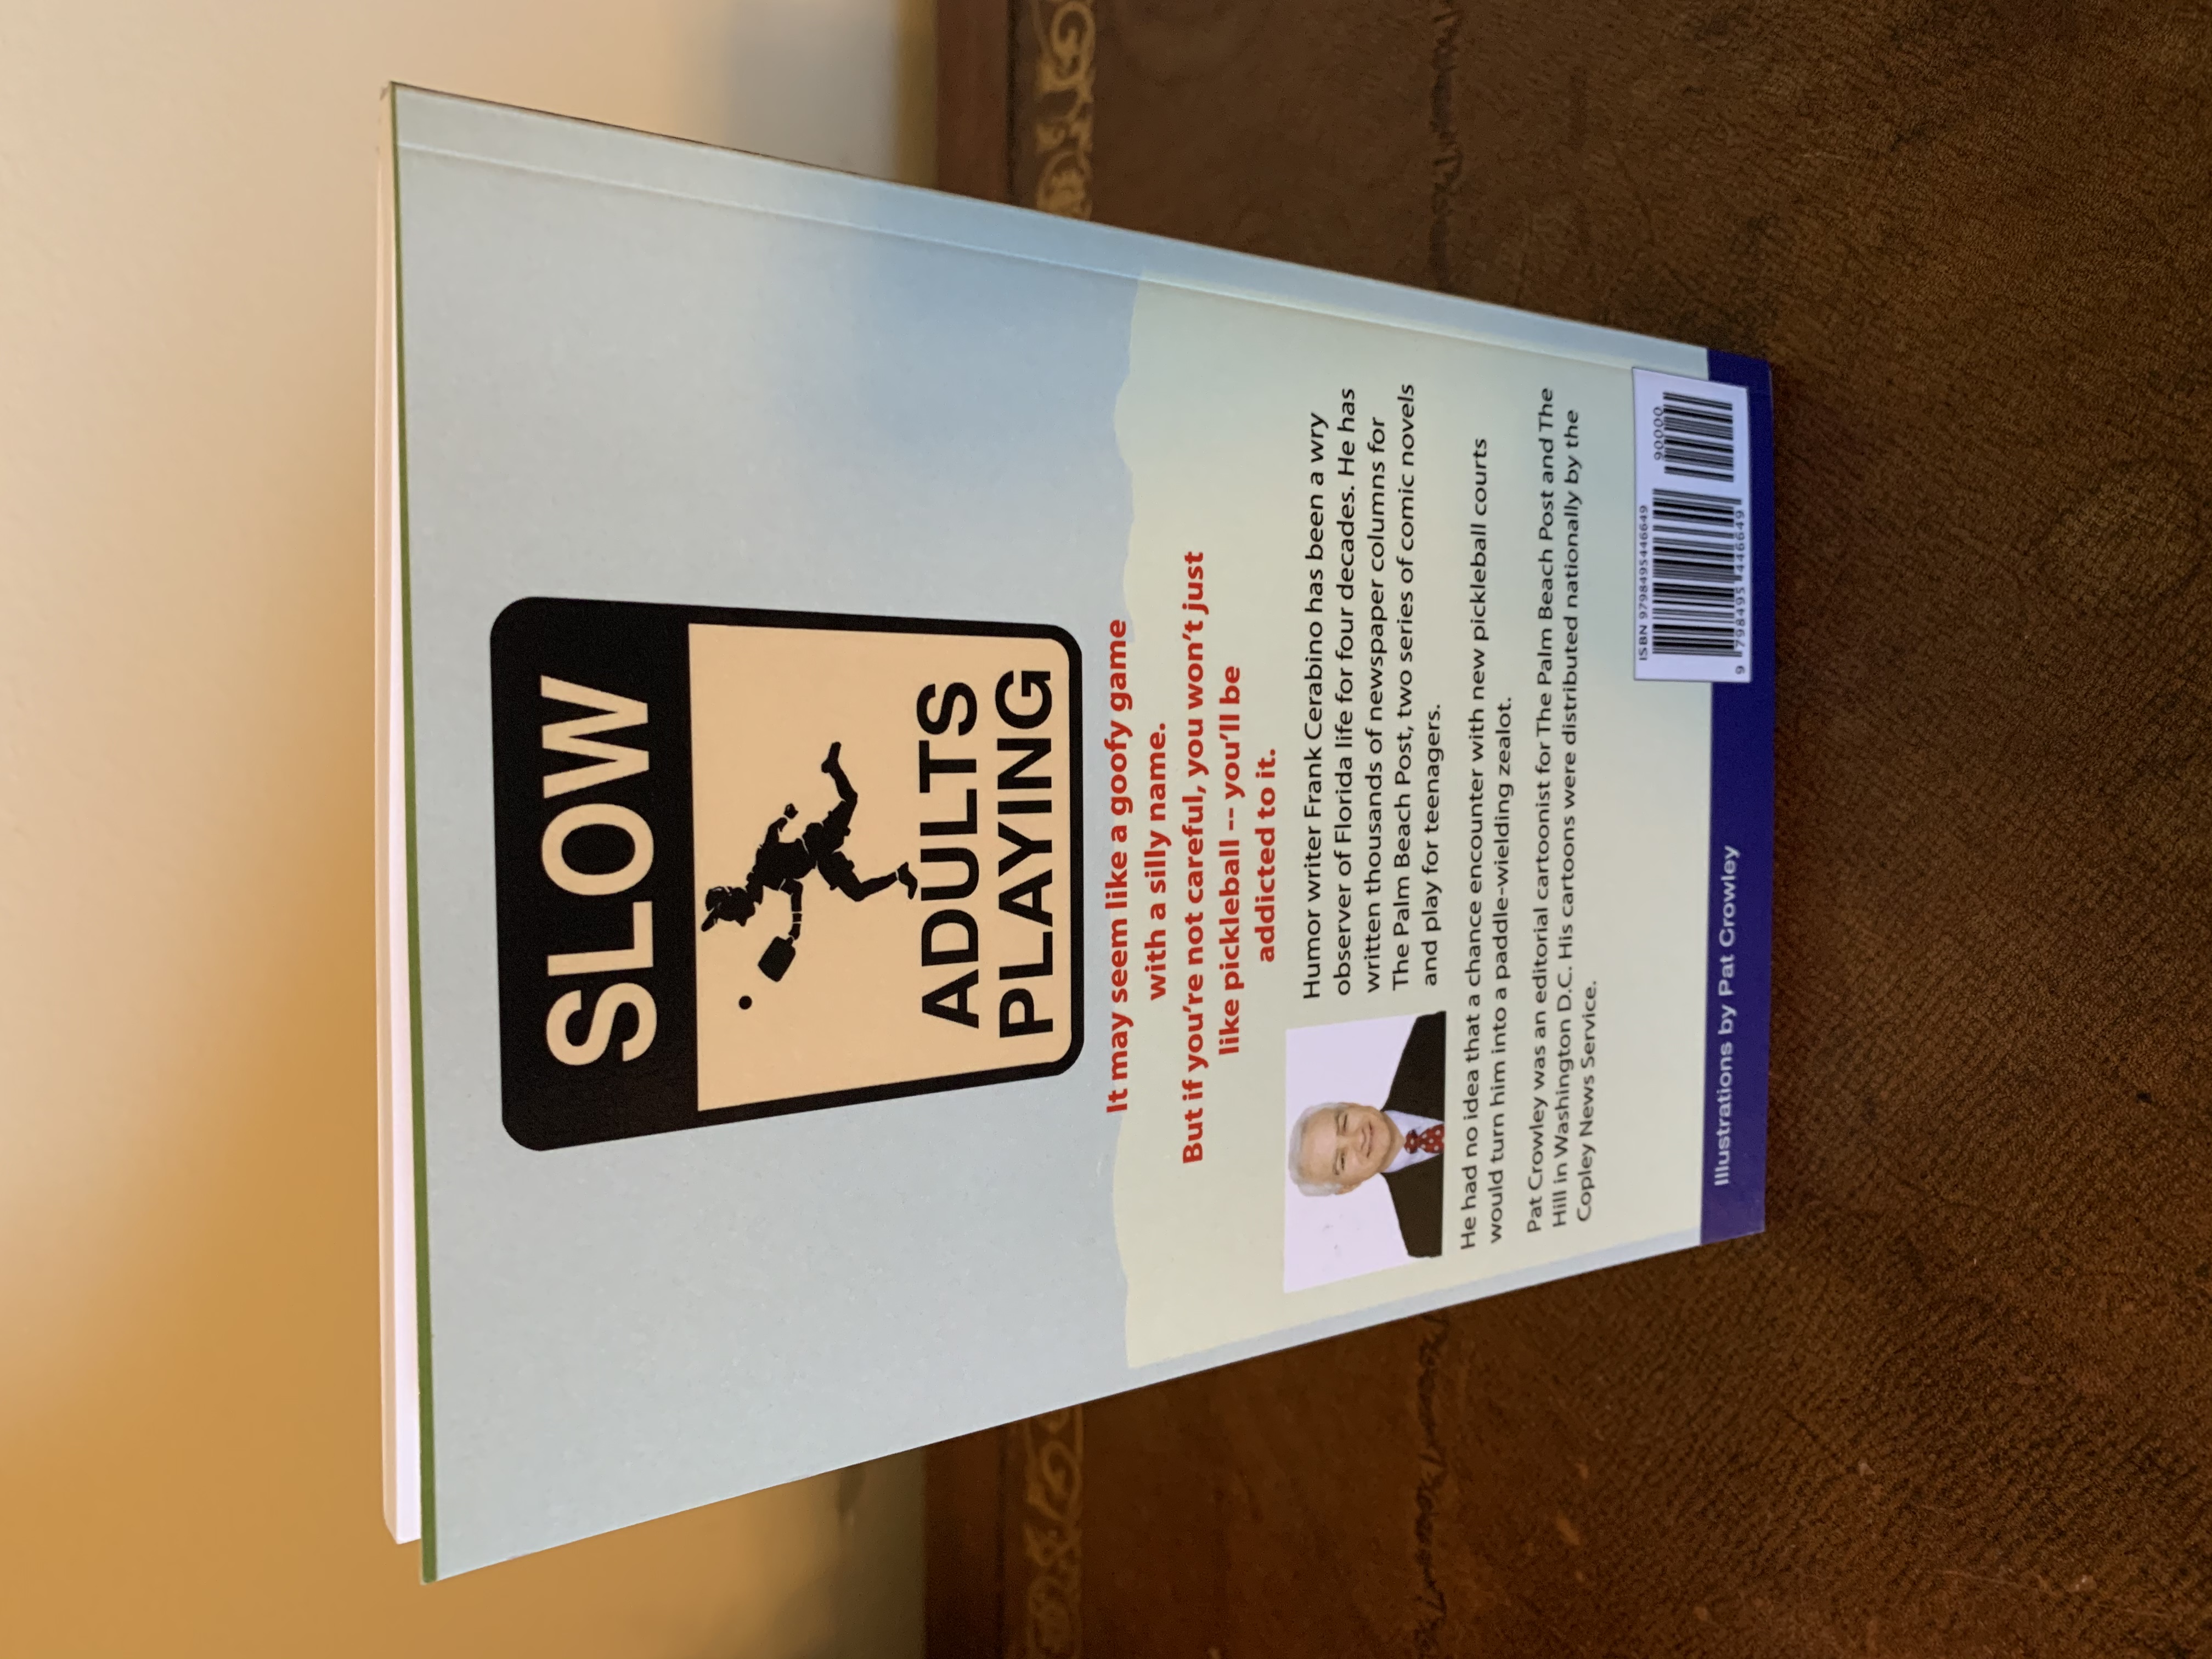 SLOW
ADULTS
PLAYING
It may seem like a goofy game
with a silly name.
But if you're not careful, you won't just
like pickleball -- you'll be
addicted to it.
Humor writer Frank Cerabino has been a wry
observer of Florida life for four decades. He has
written thousands of newspaper columns for
The Palm Beach Post, two series of comic novels
and play for teenagers.
He had no idea that a chance encounter with new pickleball courts
would turn him into a paddle-wielding zealot.
Pat Crowley was an editorial cartoonist for The Palm Beach Post and The
Hill in Washington D.C. His cartoons were distributed nationally by the
Copley News Service.
Illustrations by Pat Crowley
ISBN 9798495446649
90000
9 798495 446649